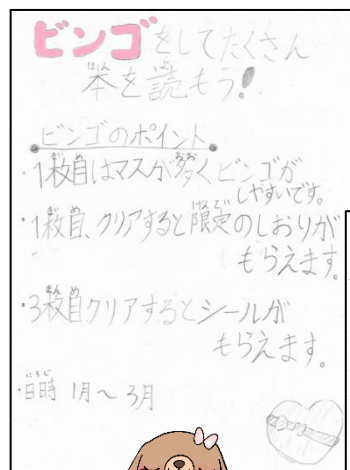 ビンゴをしてたくさん
本を読もう!
ビンゴのポイント
・1枚目はマスが多くビンゴが
しやすいです。
・1枚目、クリアすると限定のしおりが
もらえます。
・3枚目クリアするとシールが
もらえます。
・日時 1月～3月